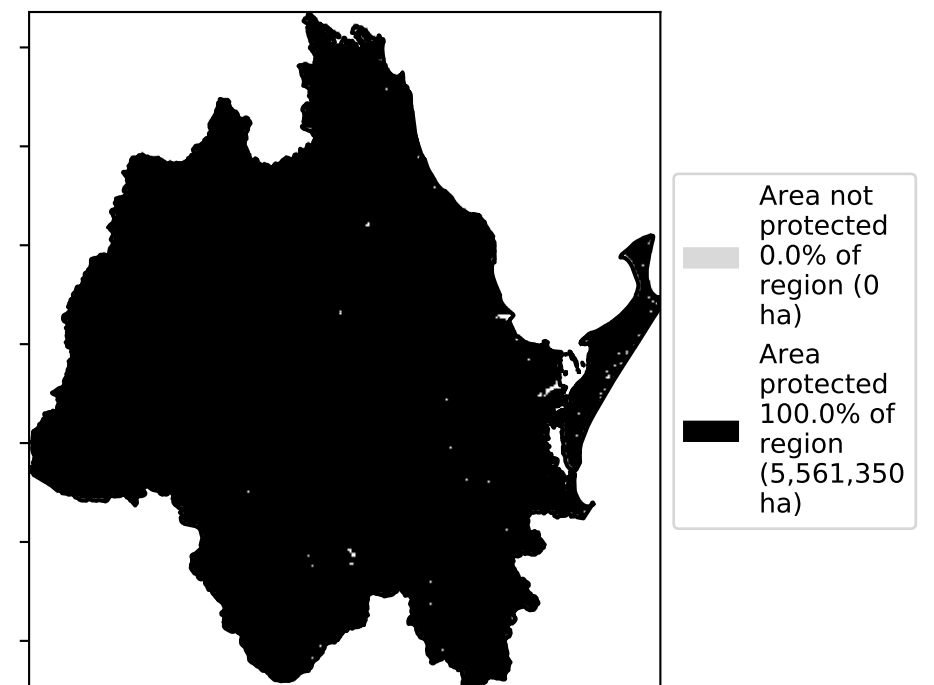 Area not
protected
0.0% of
region (0
ha)
Area
protected
100.0% of
region
(5,561,350
ha)